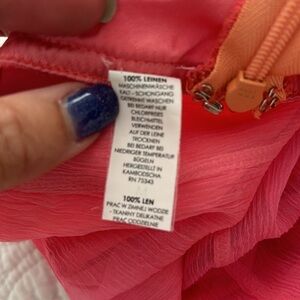 100% LEINEN
MASCHINENWÄSCHE
KALT - SCHONGANG
GETRENNT WASCHEN
BEI BEDARF NUR
CHLORFREIES
BLEICHMITTEL
VERWENDEN
AUF DER LEINE
TROCKNEN
BEI BEDARF BEI
NIEDRIGER TEMPERATUR
BÜGELN
HERGESTELLT IN
KAMBODSCHA
RN 75343
100% LEN
PRAĆ W ZIMNEJ WODZIE
- TKANINY DELIKATNE
PRAĆ ODDZIELNIE